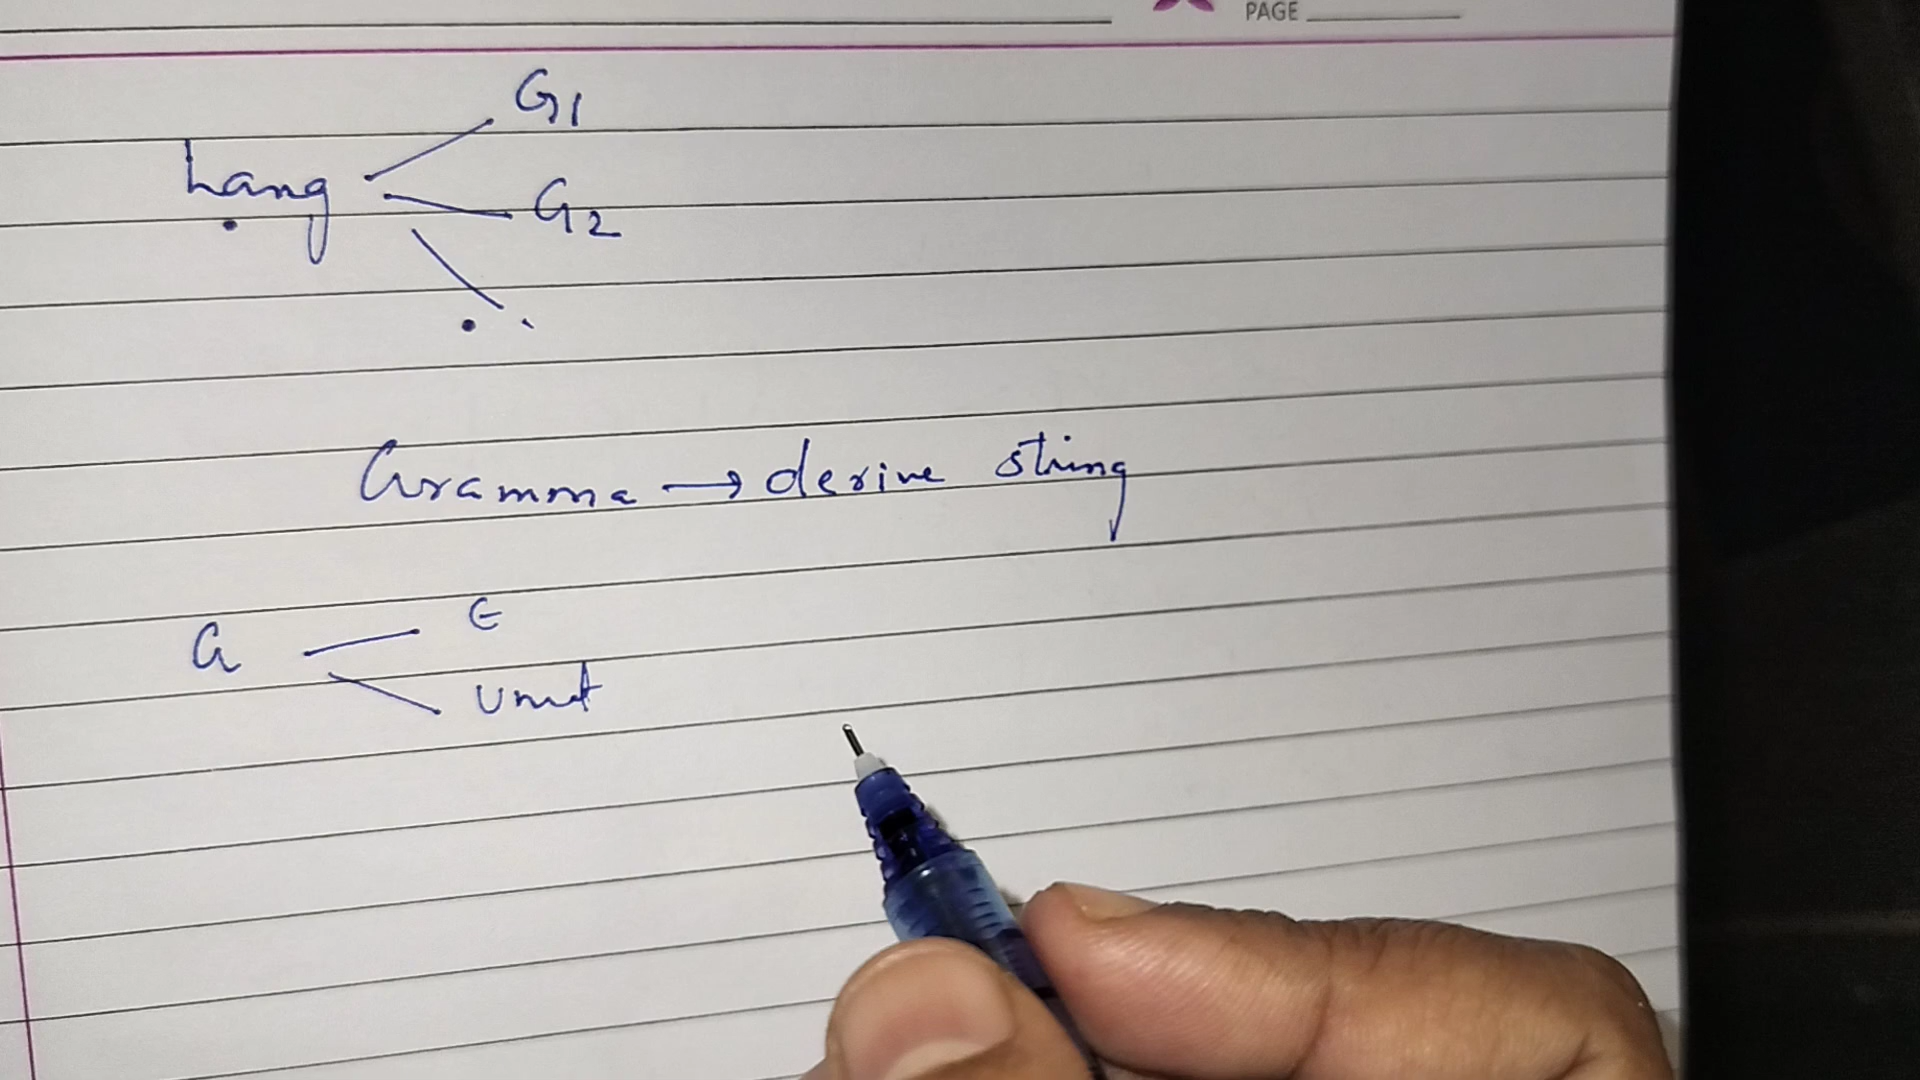 PAGE
G1
Lang
G2
Gramma → derive string
G
ϵ
Unit